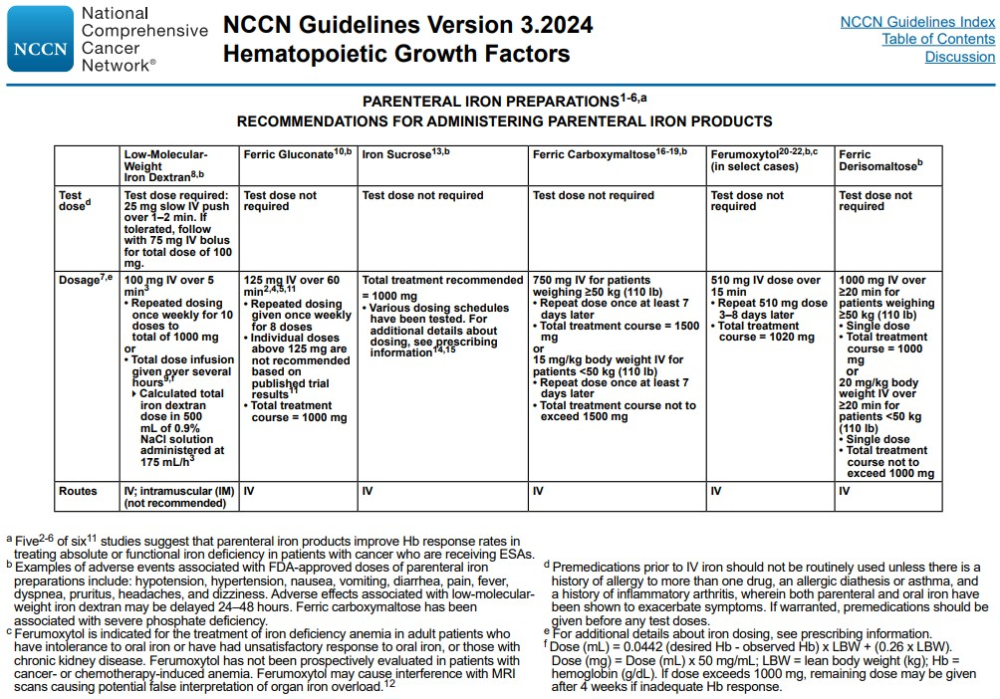 NCCN
National
Comprehensive
Cancer
Network®
NCCN Guidelines Version 3.2024
Hematopoietic Growth Factors
NCCN Guidelines Index
Table of Contents
Discussion
PARENTERAL IRON PREPARATIONS1-6,a
RECOMMENDATIONS FOR ADMINISTERING PARENTERAL IRON PRODUCTS
Low-Molecular-
Weight
Iron Dextran8,b
Ferric Gluconate10,b
Iron Sucrose13,b
Ferric Carboxymaltose16-19,b
Ferumoxytol20-22,b,c
(in select cases)
Ferric
Derisomaltoseb
Test
dosed
Test dose required:
25 mg slow IV push
over 1–2 min. If
tolerated, follow
with 75 mg IV bolus
for total dose of 100
mg.
Test dose not
required
Test dose not required
Test dose not required
Test dose not
required
Test dose not
required
Dosage7,e
100 mg IV over 5
min3
• Repeated dosing
once weekly for 10
doses to
total of 1000 mg
or
• Total dose infusion
given over several
hours9,f
▸ Calculated total
iron dextran
dose in 500
mL of 0.9%
NaCl solution
administered at
175 mL/h3
125 mg IV over 60
min2,4,5,11
• Repeated dosing
given once weekly
for 8 doses
• Individual doses
above 125 mg are
not recommended
based on
published trial
results11
• Total treatment
course = 1000 mg
Total treatment recommended
= 1000 mg
• Various dosing schedules
have been tested. For
additional details about
dosing, see prescribing
information14,15
750 mg IV for patients
weighing ≥50 kg (110 lb)
• Repeat dose once at least 7
days later
• Total treatment course = 1500
mg
or
15 mg/kg body weight IV for
patients <50 kg (110 lb)
• Repeat dose once at least 7
days later
• Total treatment course not to
exceed 1500 mg
510 mg IV dose over
15 min
• Repeat 510 mg dose
3–8 days later
• Total treatment
course = 1020 mg
1000 mg IV over
≥20 min for
patients weighing
≥50 kg (110 lb)
• Single dose
• Total treatment
course = 1000
mg
or
20 mg/kg body
weight IV over
≥20 min for
patients <50 kg
(110 lb)
• Single dose
• Total treatment
course not to
exceed 1000 mg
Routes
IV; intramuscular (IM)
(not recommended)
IV
IV
IV
IV
IV
a Five2-6 of six11 studies suggest that parenteral iron products improve Hb response rates in
treating absolute or functional iron deficiency in patients with cancer who are receiving ESAs.
b Examples of adverse events associated with FDA-approved doses of parenteral iron
preparations include: hypotension, hypertension, nausea, vomiting, diarrhea, pain, fever,
dyspnea, pruritus, headaches, and dizziness. Adverse effects associated with low-molecular-
weight iron dextran may be delayed 24–48 hours. Ferric carboxymaltose has been
associated with severe phosphate deficiency.
c Ferumoxytol is indicated for the treatment of iron deficiency anemia in adult patients who
have intolerance to oral iron or have had unsatisfactory response to oral iron, or those with
chronic kidney disease. Ferumoxytol has not been prospectively evaluated in patients with
cancer- or chemotherapy-induced anemia. Ferumoxytol may cause interference with MRI
scans causing potential false interpretation of organ iron overload.12
d Premedications prior to IV iron should not be routinely used unless there is a
history of allergy to more than one drug, an allergic diathesis or asthma, and
a history of inflammatory arthritis, wherein both parenteral and oral iron have
been shown to exacerbate symptoms. If warranted, premedications should be
given before any test doses.
e For additional details about iron dosing, see prescribing information.
f Dose (mL) = 0.0442 (desired Hb - observed Hb) x LBW + (0.26 x LBW).
Dose (mg) = Dose (mL) x 50 mg/mL; LBW = lean body weight (kg); Hb =
hemoglobin (g/dL). If dose exceeds 1000 mg, remaining dose may be given
after 4 weeks if inadequate Hb response.